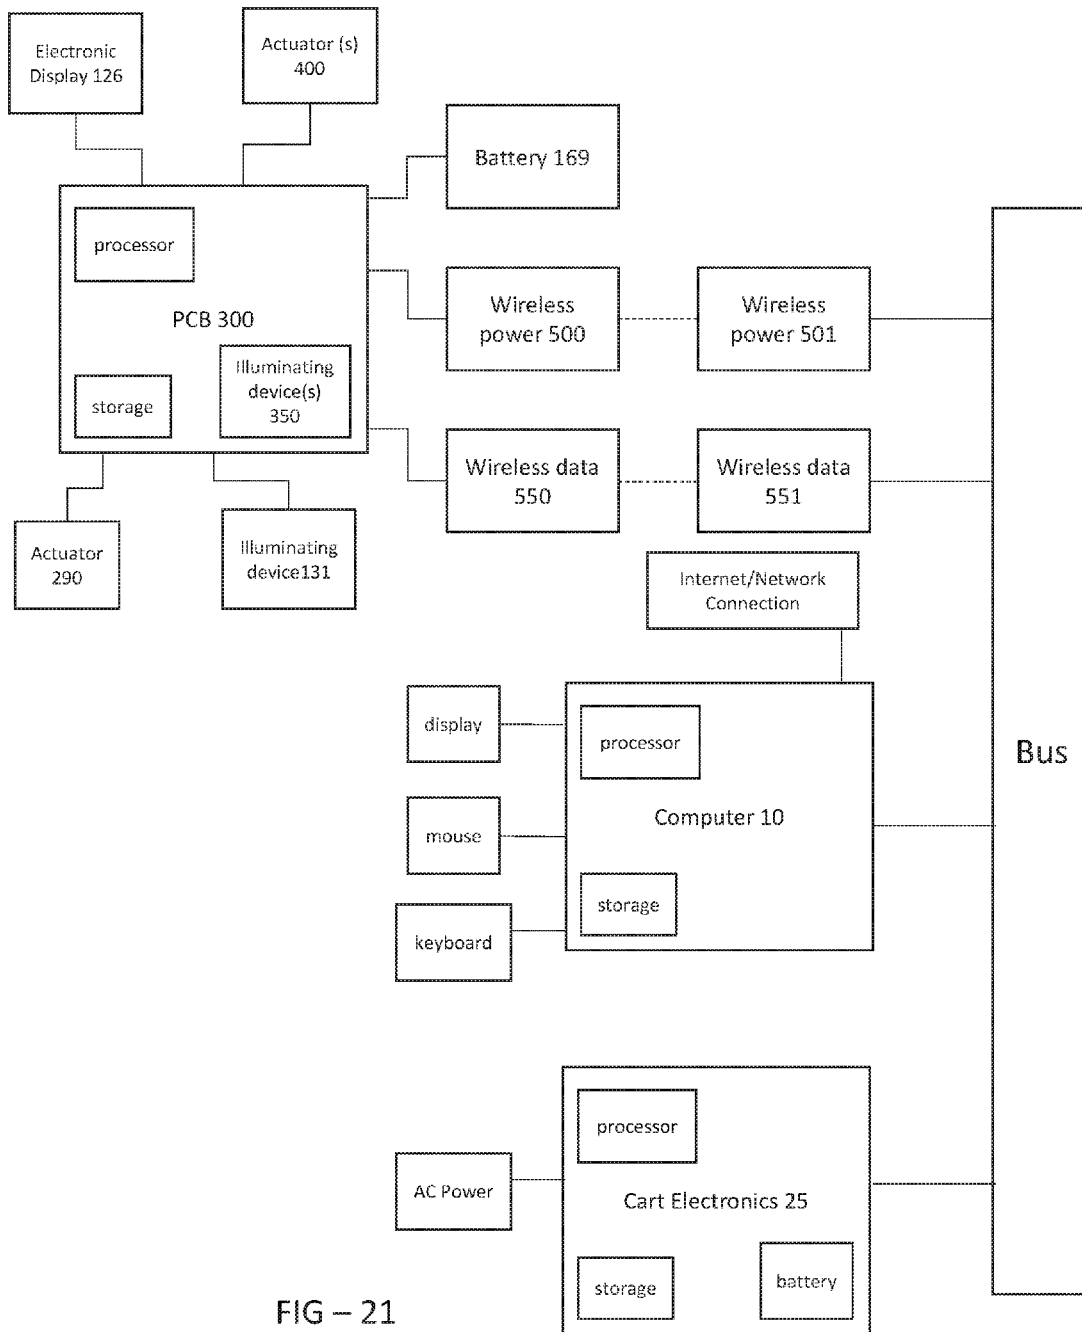 Electronic
Display 126
Actuator (s)
400
Battery 169
processor
PCB 300
storage
Illuminating
device(s)
350
Wireless
power 500
Wireless
power 501
Wireless data
550
Wireless data
551
Actuator
290
Illuminating
device131
Internet/Network
Connection
display
mouse
keyboard
processor
Computer 10
storage
Bus
AC Power
processor
Cart Electronics 25
storage
battery
FIG – 21